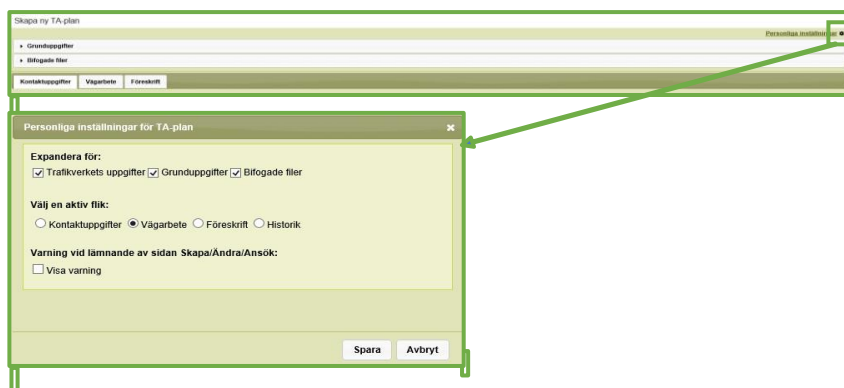 Skapa ny TA-plan
Personliga inställningar
Grunduppgifter
Bifogade filer
Kontaktuppgifter Vägarbete Föreskrift
Personliga inställningar för TA-plan
Expandera för:
Trafikverkets uppgifter Grunduppgifter Bifogade filer
Välj en aktiv flik:
Kontaktuppgifter Vägarbete Föreskrift Historik
Varning vid lämnande av sidan Skapa/Ändra/Ansök:
Visa varning
Spara Avbryt